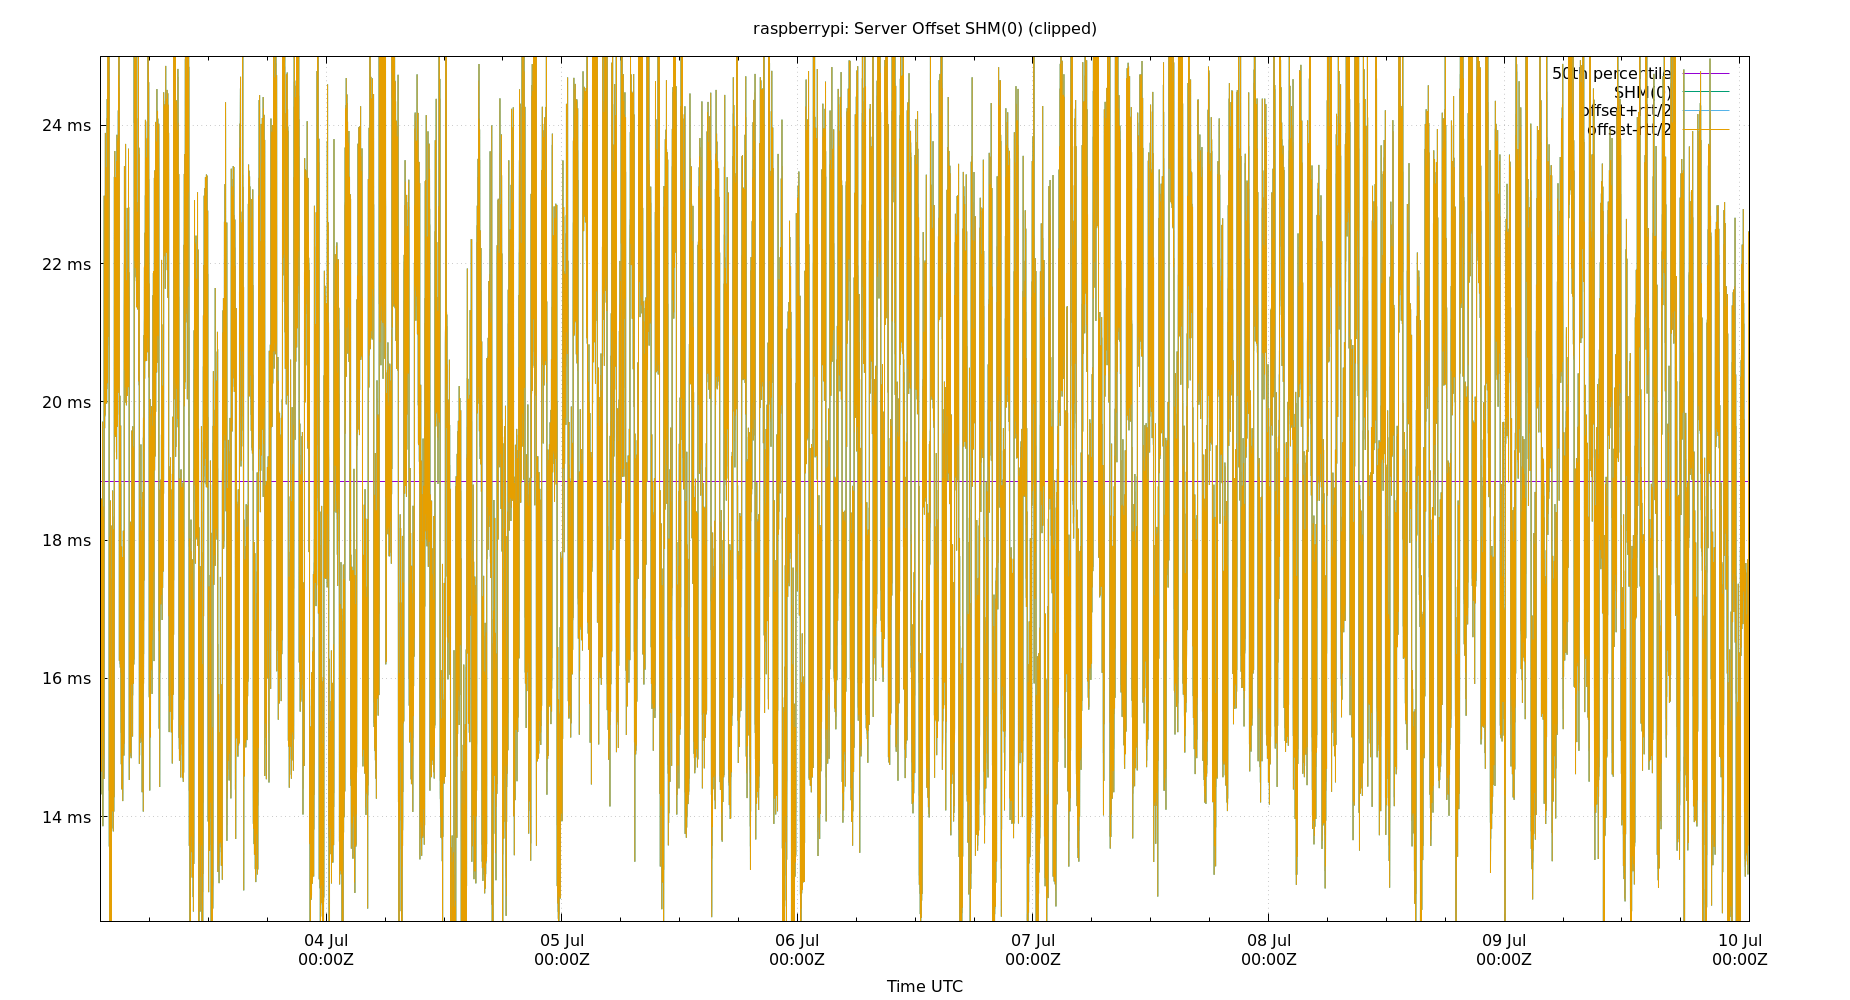 raspberrypi: Server Offset SHM(0) (clipped)
50th percentile
SHM(0)
offset+rtt/2
offset-rtt/2
24 ms
22 ms
20 ms
18 ms
16 ms
14 ms
04 Jul 05 Jul 06 Jul 07 Jul 08 Jul 09 Jul 10 Jul
00:00Z 00:00Z 00:00Z 00:00Z 00:00Z 00:00Z 00:00Z
Time UTC